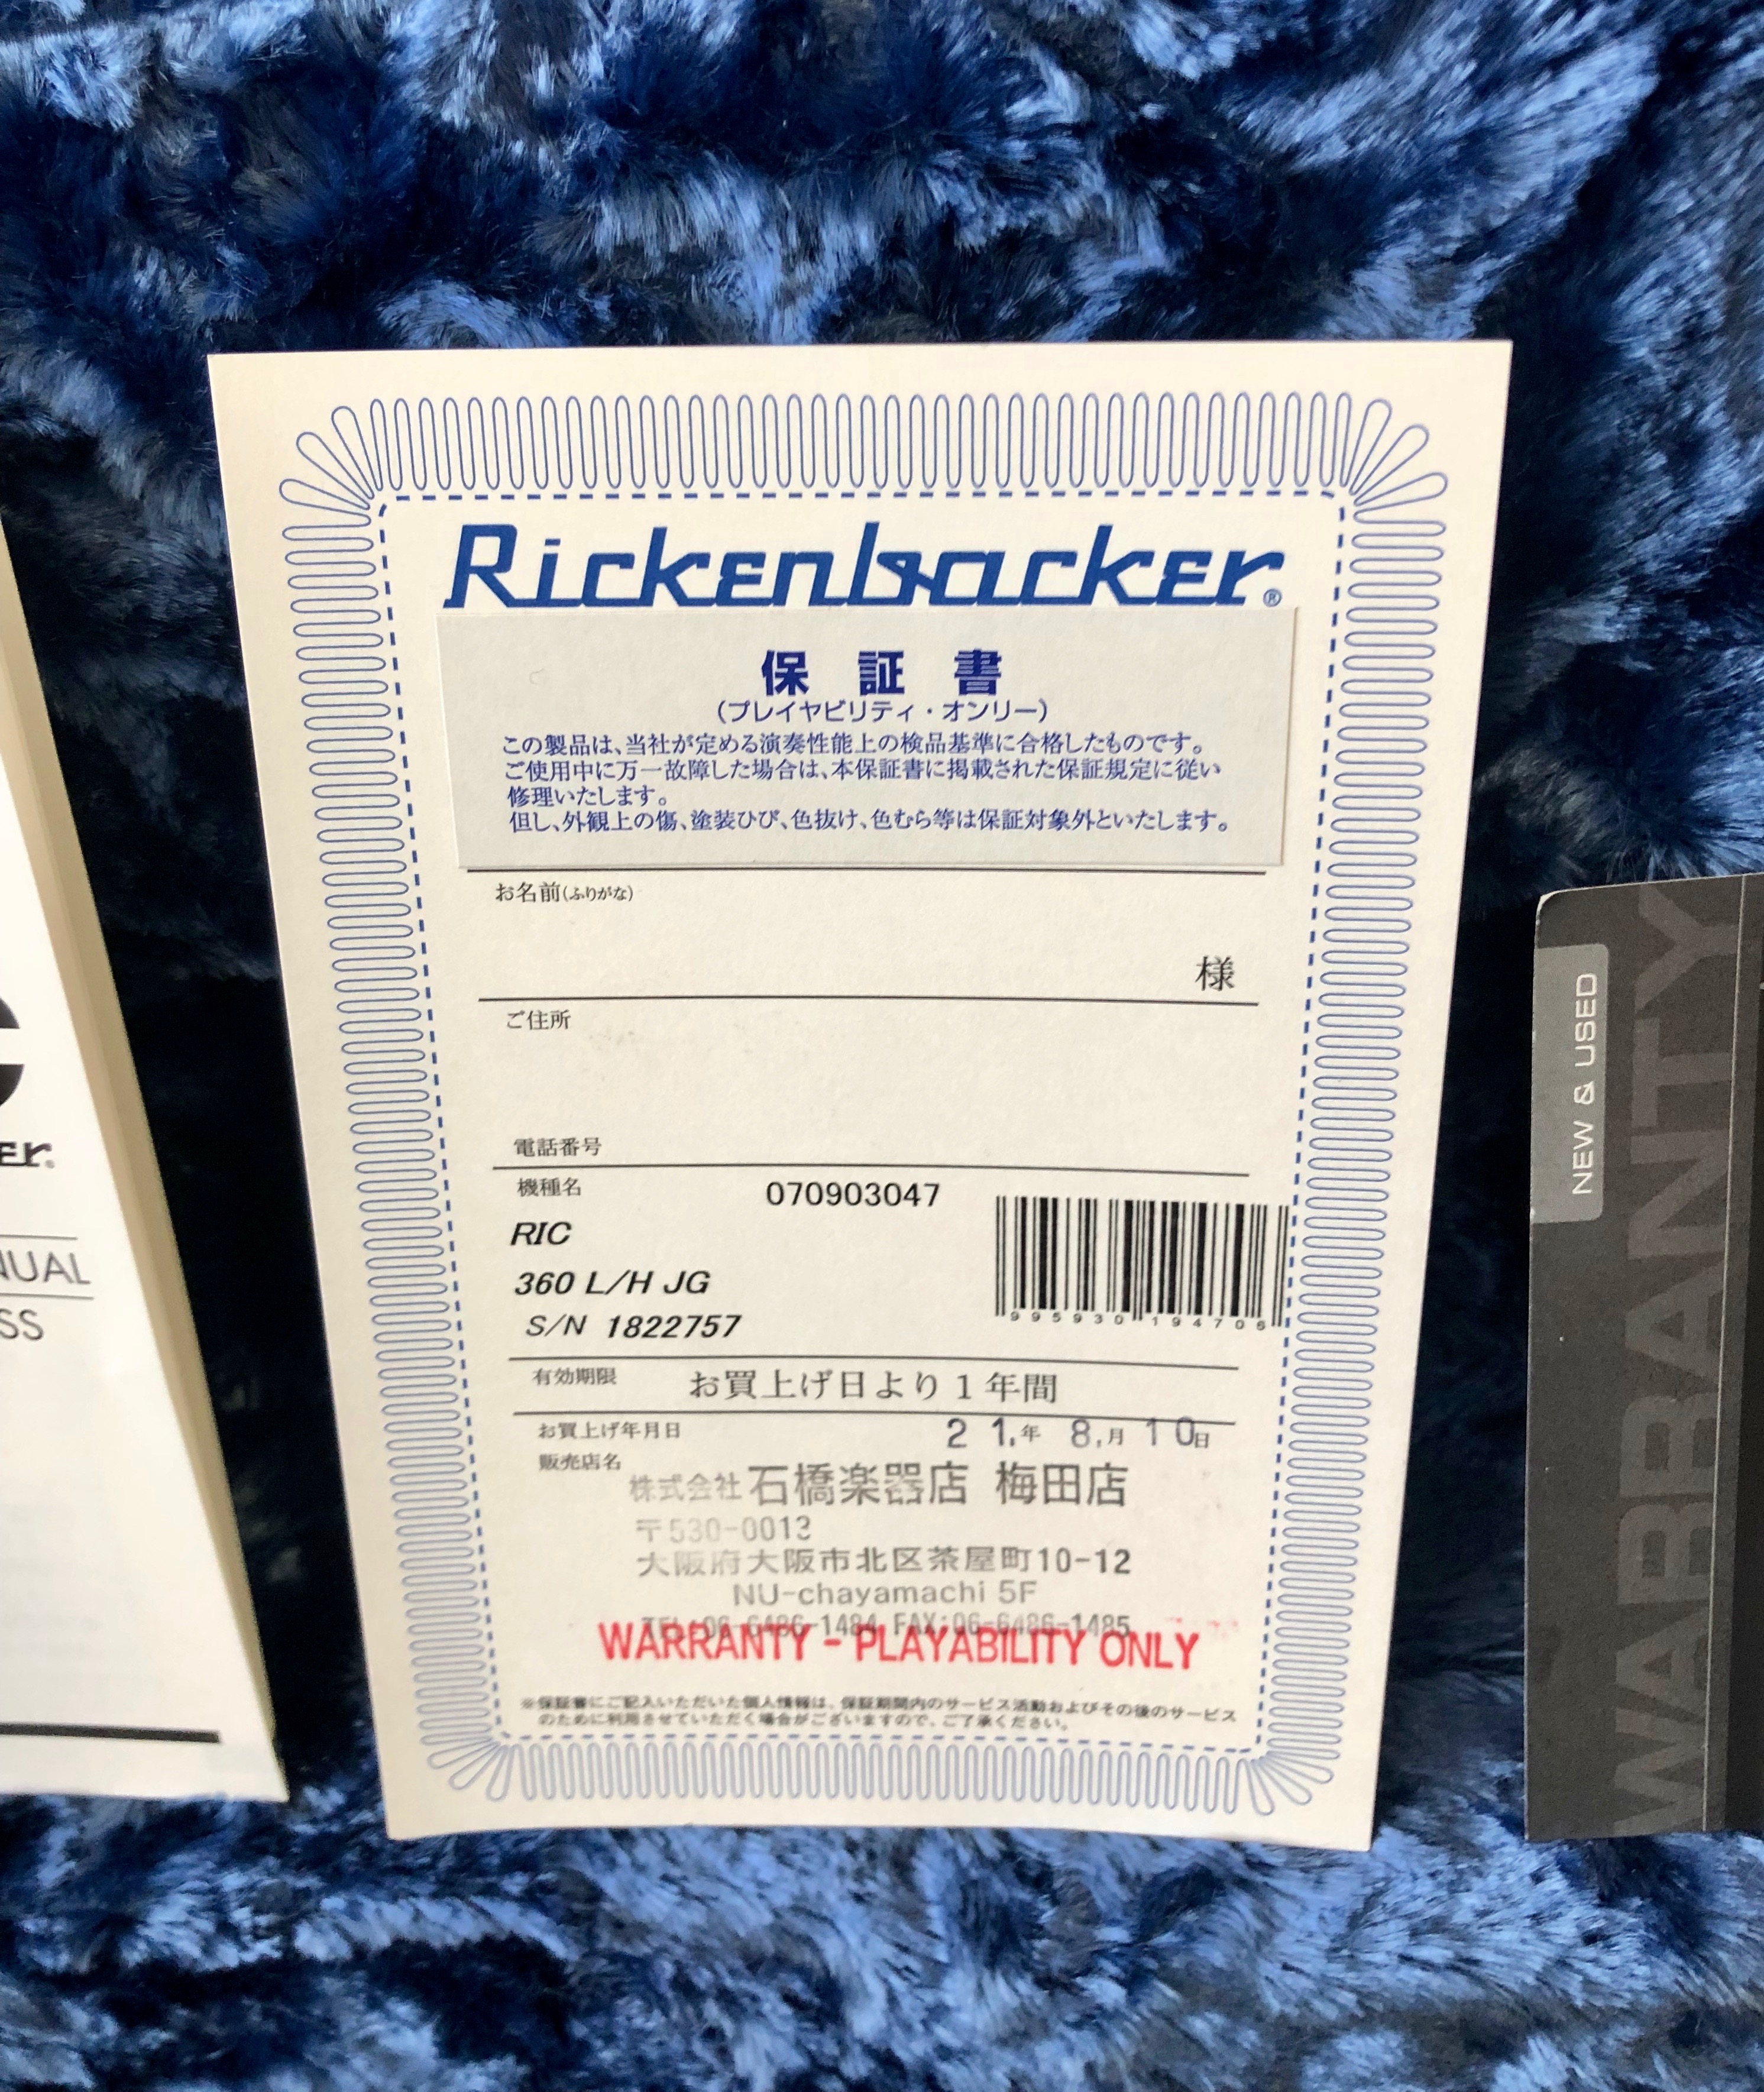 Rickenbacker®
保証書
（プレイヤビリティ・オンリー）
この製品は、当社が定める演奏性能上の検品基準に合格したものです。
ご使用中に万一故障した場合は、本保証書に掲載された保証規定に従い
修理いたします。
但し、外観上の傷、塗装ひび、色抜け、色むら等は保証対象外といたします。
お名前(ふりがな)
様
ご住所
電話番号
機種名 070903047
RIC
360 L/H JG
S/N 1822757
995930 194706
有効期限 お買上げ日より1年間
お買上げ年月日 21.年 8.月 10日
販売店名
株式会社 石橋楽器店 梅田店
〒530-0013
大阪府大阪市北区茶屋町10-12
NU-chayamachi 5F
TEL:06-6486-1484 FAX:06-6486-1485
WARRANTY - PLAYABILITY ONLY
※保証書にご記入いただいた個人情報は、保証期間内のサービス活動およびその後のサービス
のために利用させていただく場合がございますので、ご了承ください。
NEW & USED
WARRANTY